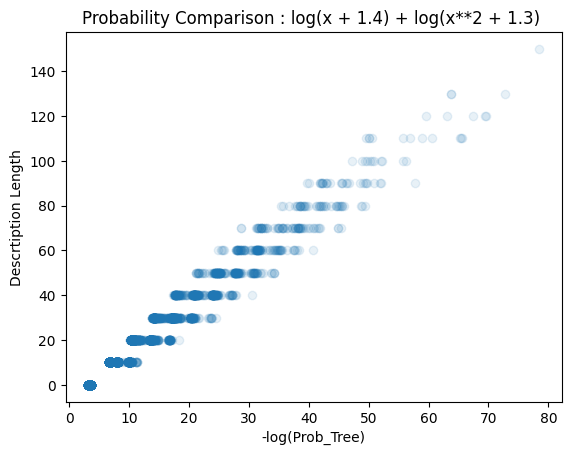 Probability Comparison : log(x + 1.4) + log(x**2 + 1.3)
140
120
100
80
60
40
20
0
Descrtiption Length
0 10 20 30 40 50 60 70 80
-log(Prob_Tree)